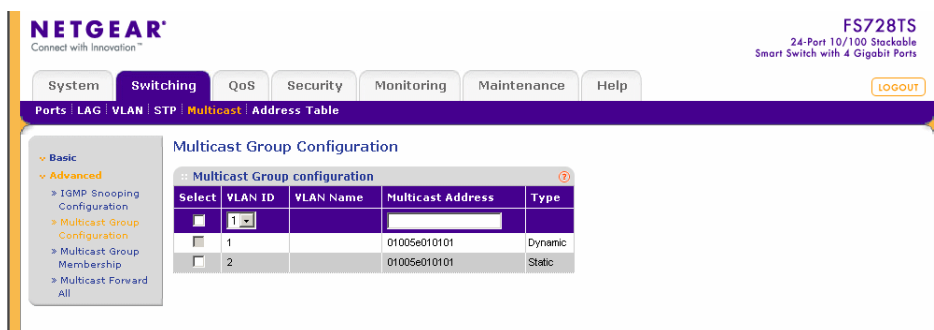 NETGEAR
Connect with Innovation™
FS728TS
24-Port 10/100 Stackable
Smart Switch with 4 Gigabit Ports
System Switching QoS Security Monitoring Maintenance Help LOGOUT
Ports LAG VLAN STP Multicast Address Table
Basic
Advanced
» IGMP Snooping
Configuration
» Multicast Group
Configuration
» Multicast Group
Membership
» Multicast Forward
All
Multicast Group Configuration
:: Multicast Group configuration ?
Select VLAN ID VLAN Name Multicast Address Type
1
1 01005e010101 Dynamic
2 01005e010101 Static